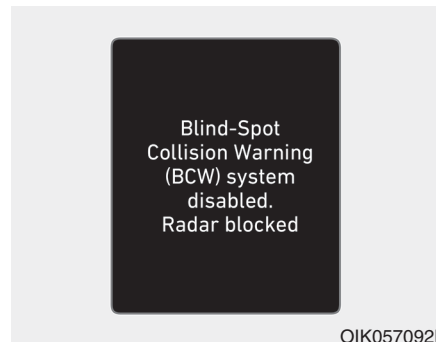 Blind-Spot
Collision Warning
(BCW) system
disabled.
Radar blocked
OIK057092